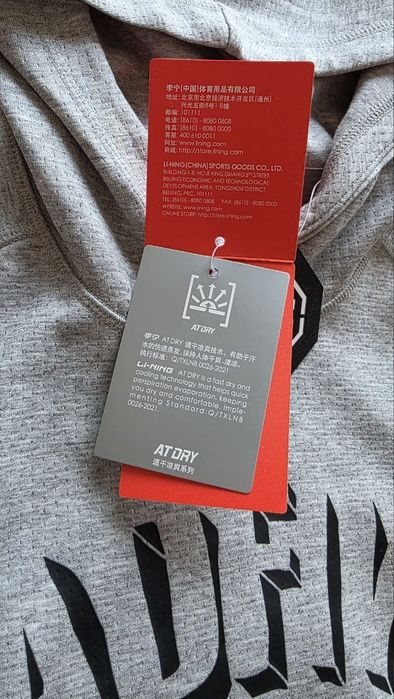 李宁(中国)体育用品有限公司
地址: 北京市北京经济技术开发区(通州)
兴光五街8号1-8幢
邮编: 101111
电话: (8610) - 8080 0808
传真: (8610) - 8080 0000
客服: 400 610 0011
网址: www.lining.com
商城: http://store.lining.com
LI-NING(CHINA)SPORTS GOODS CO., LTD.
BUILDING 1-8, NO.8 XING GUANG 5TH STREET,
BEIJING ECONOMIC AND TECHNOLOGICAL
DEVELOPMENT AREA, TONGZHOU DISTRICT
BEIJING, PRC, 101111
TEL: (8610) - 8080 0808 FAX: (8610) - 8080 0000
WEBSITE: www.lining.com
ONLINE STORE: http://store.lining.com
AT DRY
李宁 AT DRY 速干凉爽技术, 有助于汗
水的快速蒸发, 保持人体干爽, 清凉。
执行标准: Q/TXLNB 0026-2021
LI-NING AT DRY is a fast dry and
cooling technology that helps quick
perspiration evaporation, keeping
you dry and comfortable. Imple-
menting Standard:Q/TXLNB
0026-2021.
AT DRY
速干凉爽系列